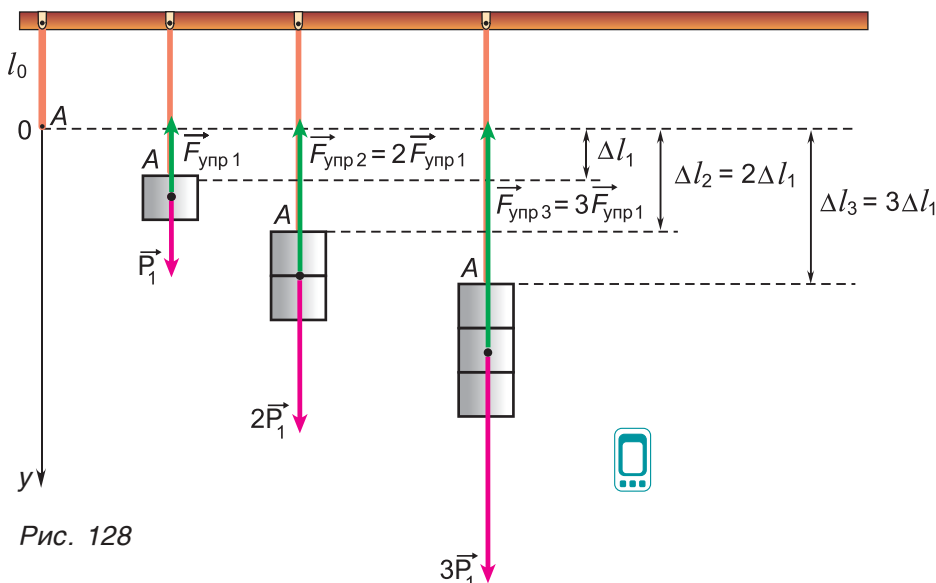 l₀
0 A
A F⃗упр 1
F⃗упр 2 = 2F⃗упр 1
Δl₁
Δl₂ = 2Δl₁
Δl₃ = 3Δl₁
F⃗упр 3 = 3F⃗упр 1
A
A
P⃗₁
2P⃗₁
y
Рис. 128
3P⃗₁